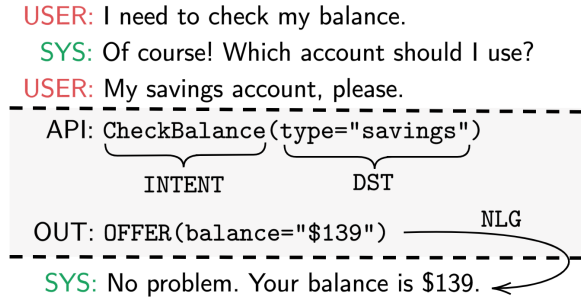 USER: I need to check my balance.
SYS: Of course! Which account should I use?
USER: My savings account, please.
API: CheckBalance(type="savings")
INTENT DST
OUT: OFFER(balance="$139")
NLG
SYS: No problem. Your balance is $139.